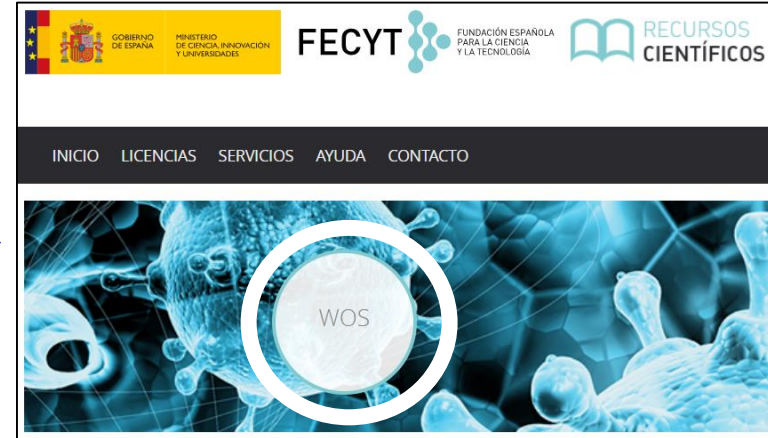 GOBIERNO
DE ESPAÑA
MINISTERIO
DE CIENCIA, INNOVACIÓN
Y UNIVERSIDADES
FECYT
FUNDACIÓN ESPAÑOLA
PARA LA CIENCIA
Y LA TECNOLOGÍA
RECURSOS
CIENTÍFICOS
INICIO LICENCIAS SERVICIOS AYUDA CONTACTO
WOS